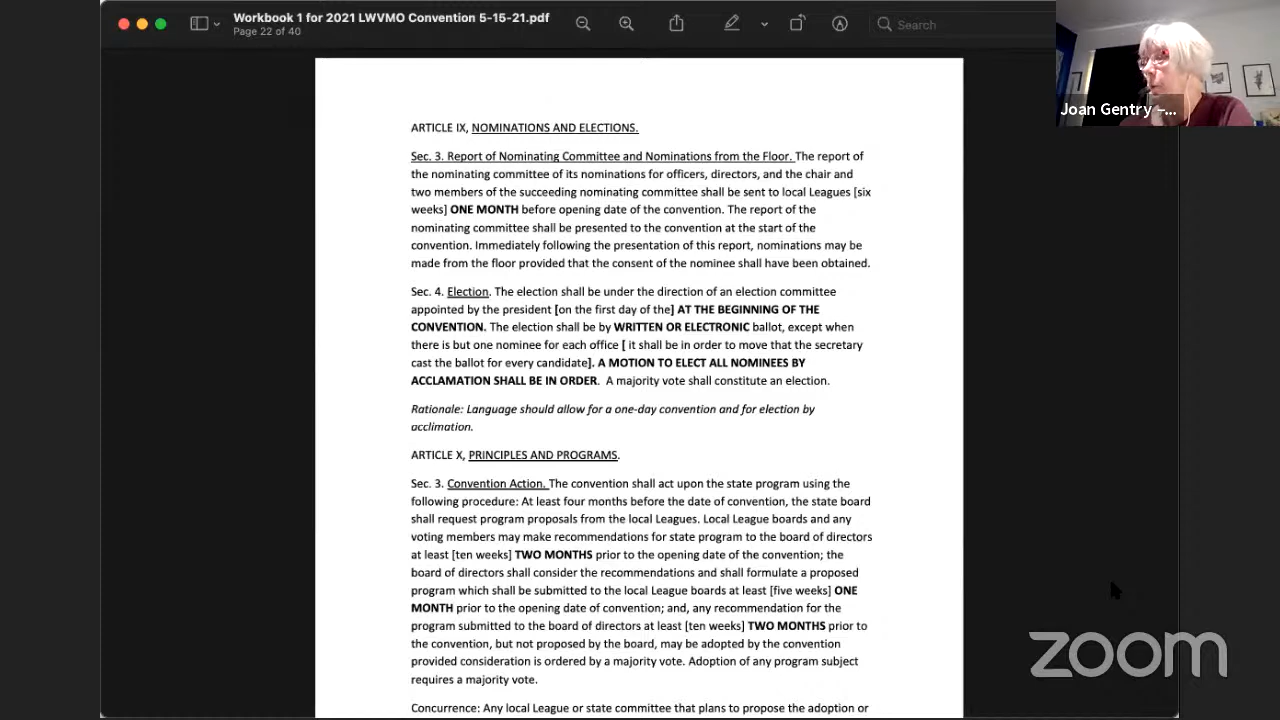 Workbook 1 for 2021 LWVMO Convention 5-15-21.pdf
Page 22 of 40
Search
Joan Gentry –...
ARTICLE IX, NOMINATIONS AND ELECTIONS.
Sec. 3. Report of Nominating Committee and Nominations from the Floor. The report of
the nominating committee of its nominations for officers, directors, and the chair and
two members of the succeeding nominating committee shall be sent to local Leagues [six
weeks] ONE MONTH before opening date of the convention. The report of the
nominating committee shall be presented to the convention at the start of the
convention. Immediately following the presentation of this report, nominations may be
made from the floor provided that the consent of the nominee shall have been obtained.
Sec. 4. Election. The election shall be under the direction of an election committee
appointed by the president [on the first day of the] AT THE BEGINNING OF THE
CONVENTION. The election shall be by WRITTEN OR ELECTRONIC ballot, except when
there is but one nominee for each office [ it shall be in order to move that the secretary
cast the ballot for every candidate]. A MOTION TO ELECT ALL NOMINEES BY
ACCLAMATION SHALL BE IN ORDER. A majority vote shall constitute an election.
Rationale: Language should allow for a one-day convention and for election by
acclimation.
ARTICLE X, PRINCIPLES AND PROGRAMS.
Sec. 3. Convention Action. The convention shall act upon the state program using the
following procedure: At least four months before the date of convention, the state board
shall request program proposals from the local Leagues. Local League boards and any
voting members may make recommendations for state program to the board of directors
at least [ten weeks] TWO MONTHS prior to the opening date of the convention; the
board of directors shall consider the recommendations and shall formulate a proposed
program which shall be submitted to the local League boards at least [five weeks] ONE
MONTH prior to the opening date of convention; and, any recommendation for the
program submitted to the board of directors at least [ten weeks] TWO MONTHS prior to
the convention, but not proposed by the board, may be adopted by the convention
provided consideration is ordered by a majority vote. Adoption of any program subject
requires a majority vote.
Concurrence: Any local League or state committee that plans to propose the adoption or
zoom